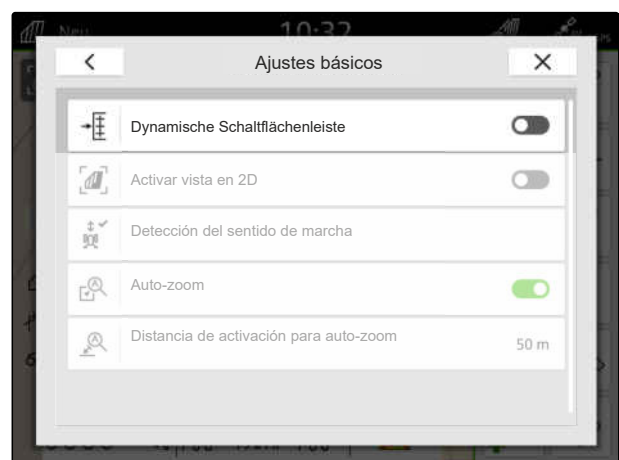 Neu
10:32
Ajustes básicos
Dynamische Schaltflächenleiste
Activar vista en 2D
Detección del sentido de marcha
Auto-zoom
Distancia de activación para auto-zoom
50 m